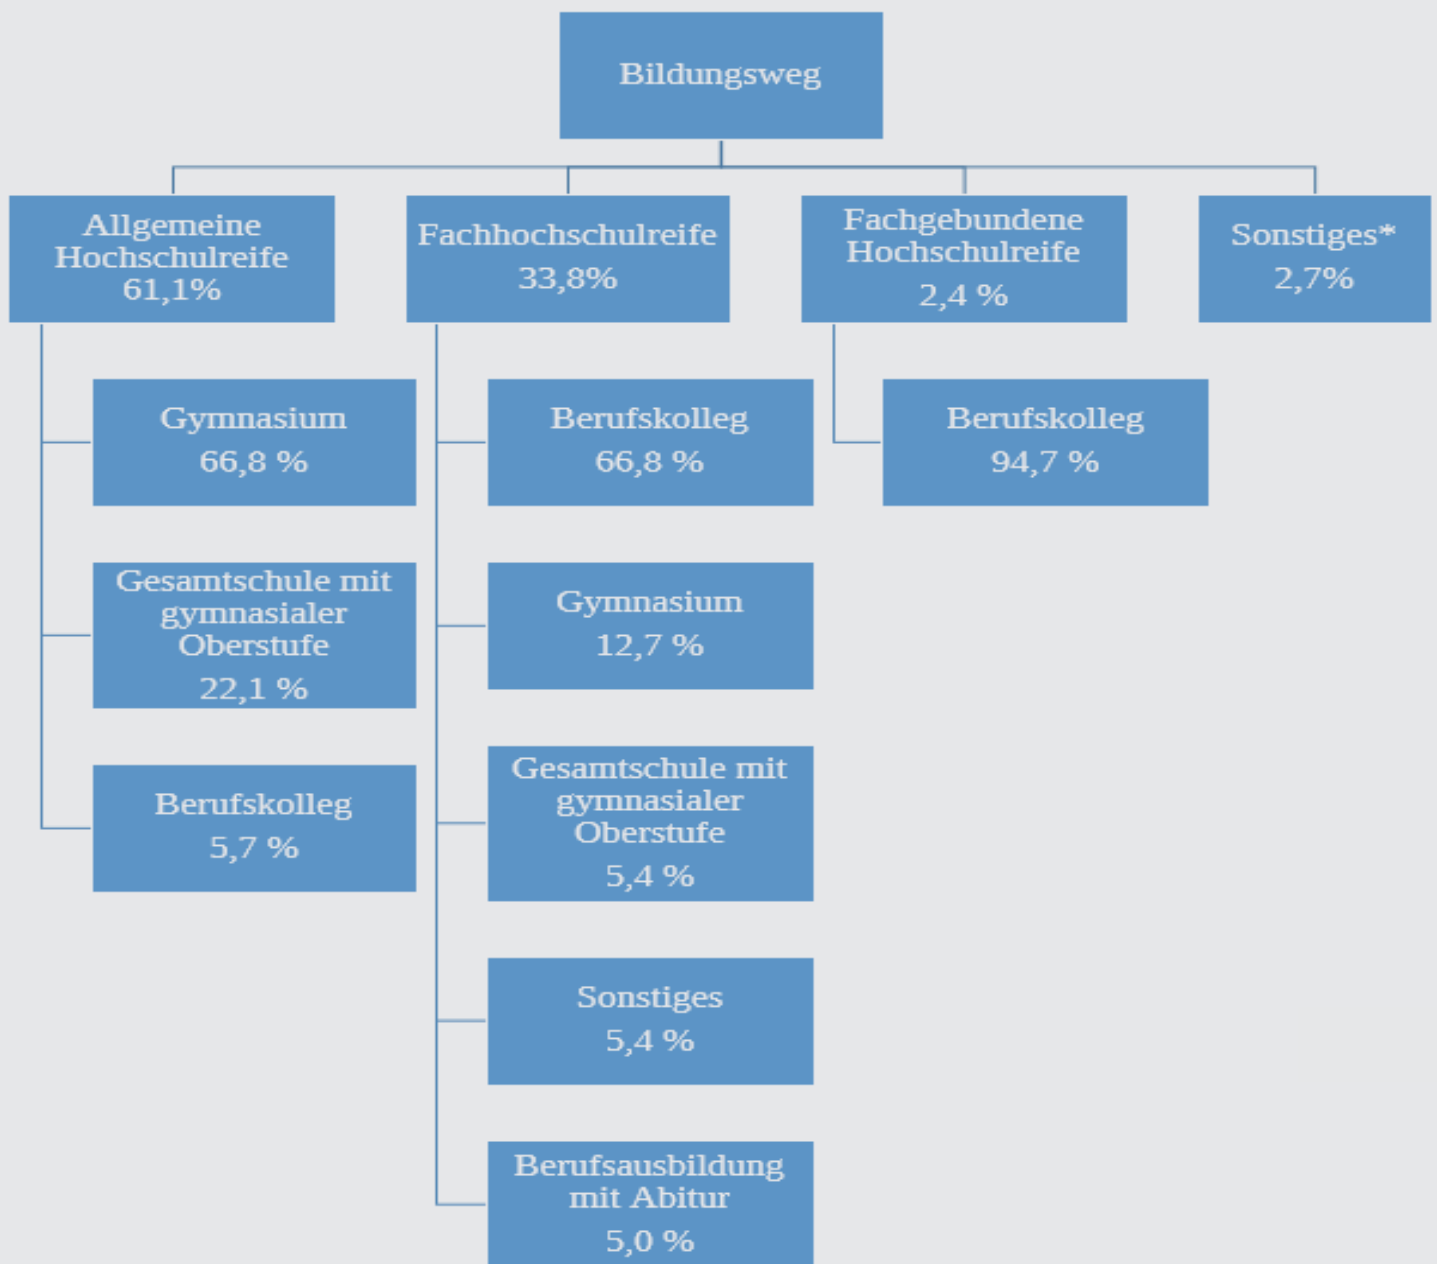 Bildungsweg
Allgemeine
Hochschulreife
61,1%
Fachhochschulreife
33,8%
Fachgebundene
Hochschulreife
2,4 %
Sonstiges*
2,7%
Gymnasium
66,8 %
Gesamtschule mit
gymnasialer
Oberstufe
22,1 %
Berufskolleg
5,7 %
Berufskolleg
66,8 %
Gymnasium
12,7 %
Gesamtschule mit
gymnasialer
Oberstufe
5,4 %
Sonstiges
5,4 %
Berufsausbildung
mit Abitur
5,0 %
Berufskolleg
94,7 %